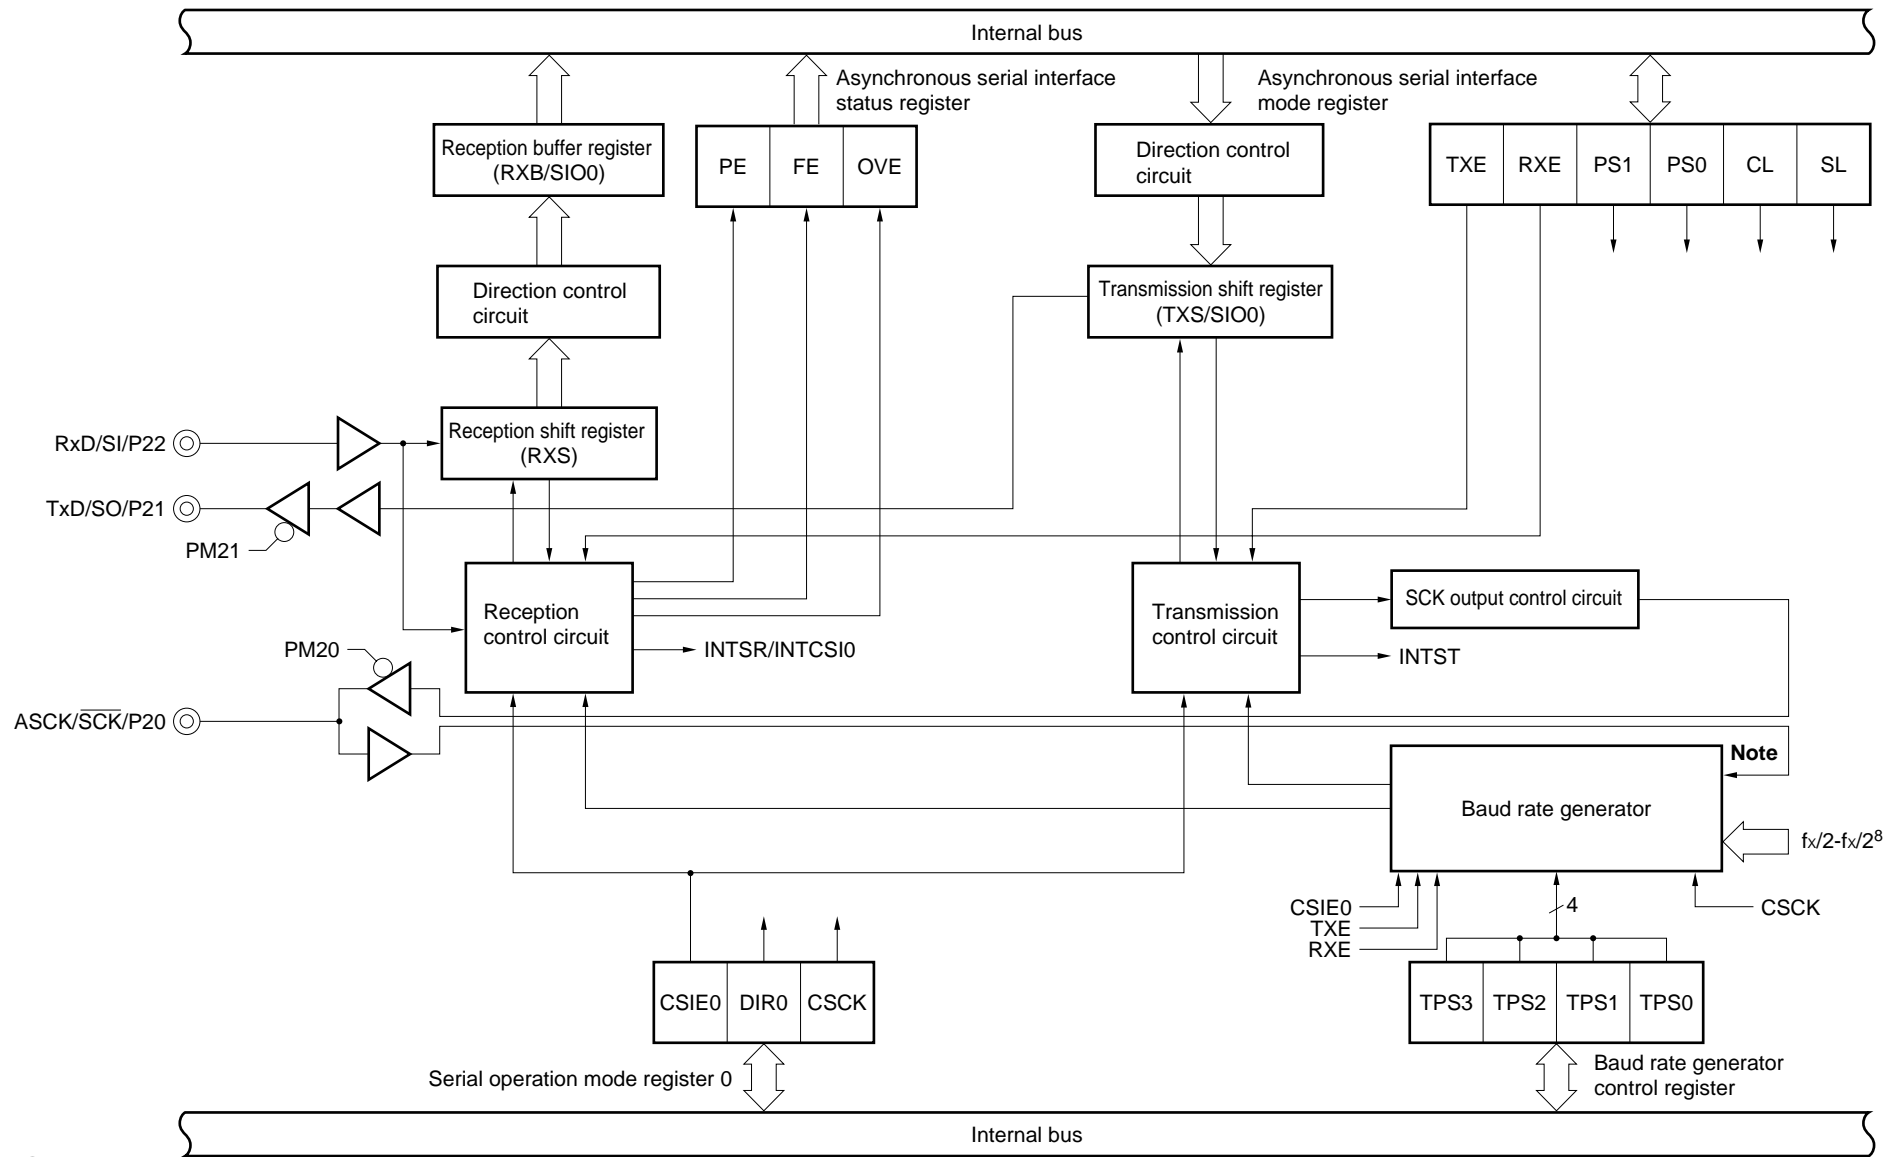 Internal bus
Asynchronous serial interface
status register
Asynchronous serial interface
mode register
Reception buffer register
(RXB/SIO0)
PE FE OVE
Direction control
circuit
TXE RXE PS1 PS0 CL SL
Direction control
circuit
Transmission shift register
(TXS/SIO0)
RxD/SI/P22
Reception shift register
(RXS)
TxD/SO/P21
PM21
Reception
control circuit
Transmission
control circuit
SCK output control circuit
PM20
INTSR/INTCSI0
INTST
ASCK/SCK/P20
Note
Baud rate generator
fX/2-fX/2⁸
CSIE0
TXE
RXE
4
CSCK
CSIE0 DIR0 CSCK
TPS3 TPS2 TPS1 TPS0
Serial operation mode register 0
Baud rate generator
control register
Internal bus